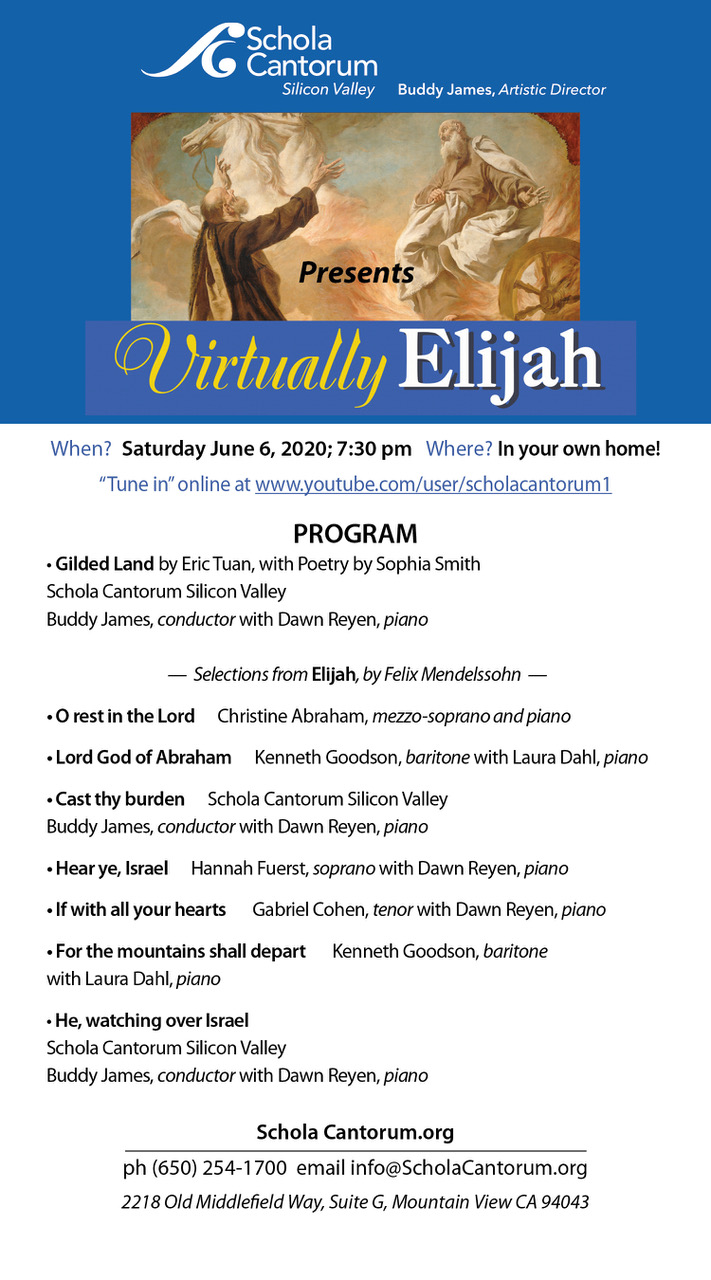 Schola
Cantorum
Silicon Valley Buddy James, Artistic Director
Presents
Virtually Elijah
When? Saturday June 6, 2020; 7:30 pm Where? In your own home!
“Tune in” online at www.youtube.com/user/scholacantorum1
PROGRAM
• Gilded Land by Eric Tuan, with Poetry by Sophia Smith
Schola Cantorum Silicon Valley
Buddy James, conductor with Dawn Reyen, piano
— Selections from Elijah, by Felix Mendelssohn —
• O rest in the Lord Christine Abraham, mezzo-soprano and piano
• Lord God of Abraham Kenneth Goodson, baritone with Laura Dahl, piano
• Cast thy burden Schola Cantorum Silicon Valley
Buddy James, conductor with Dawn Reyen, piano
• Hear ye, Israel Hannah Fuerst, soprano with Dawn Reyen, piano
• If with all your hearts Gabriel Cohen, tenor with Dawn Reyen, piano
• For the mountains shall depart Kenneth Goodson, baritone
with Laura Dahl, piano
• He, watching over Israel
Schola Cantorum Silicon Valley
Buddy James, conductor with Dawn Reyen, piano
Schola Cantorum.org
ph (650) 254-1700 email info@ScholaCantorum.org
2218 Old Middlefield Way, Suite G, Mountain View CA 94043